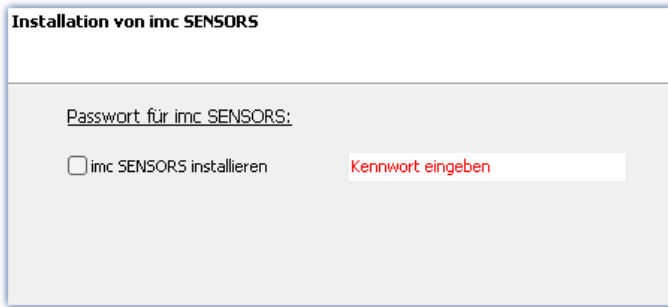 Installation von imc SENSORS
Passwort für imc SENSORS:
imc SENSORS installieren
Kennwort eingeben